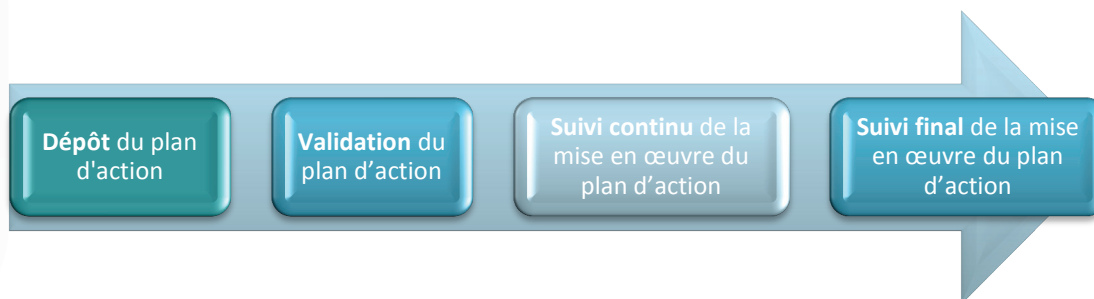 Dépôt du plan
d'action
Validation du
plan d’action
Suivi continu de la
mise en œuvre du
plan d’action
Suivi final de la mise
en œuvre du plan
d’action